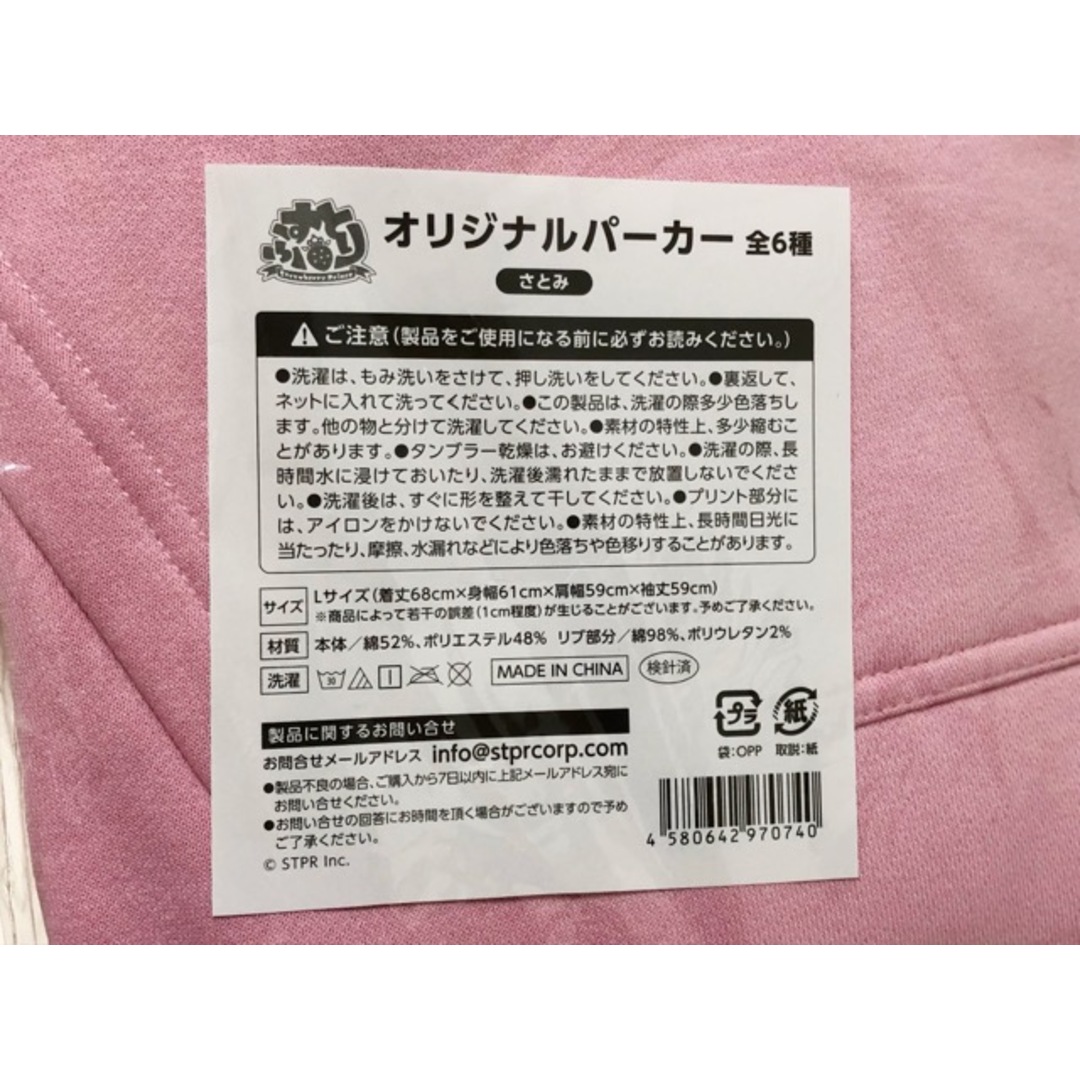 すとぷり
Strawberry Prince
オリジナルパーカー 全6種
さとみ
ご注意(製品をご使用になる前に必ずお読みください。)
●洗濯は、もみ洗いをさけて、押し洗いをしてください。●裏返して、
ネットに入れて洗ってください。●この製品は、洗濯の際多少色落ちし
ます。他の物と分けて洗濯してください。●素材の特性上、多少縮むこ
とがあります。●タンブラー乾燥は、お避けください。●洗濯の際、長
時間水に浸けておいたり、洗濯後濡れたままで放置しないでくださ
い。●洗濯後は、すぐに形を整えて干してください。●プリント部分に
は、アイロンをかけないでください。●素材の特性上、長時間日光に
当たったり、摩擦、水漏れなどにより色落ちや色移りすることがあります。
サイズ Lサイズ(着丈68cm×身幅61cm×肩幅59cm×袖丈59cm)
※商品によって若干の誤差(1cm程度)が生じることがございます。予めご了承ください。
材質 本体/綿52%、ポリエステル48% リブ部分/綿98%、ポリウレタン2%
洗濯 30 MADE IN CHINA 検針済
プラ 紙
袋:OPP 取説:紙
製品に関するお問い合せ
お問合せメールアドレス info@stprcorp.com
●製品不良の場合、ご購入から7日以内に上記メールアドレス宛に
お問い合せください。
●お問い合せの回答にお時間を頂く場合がございますので予め
ご了承ください。
© STPR Inc.
4 580642 970740